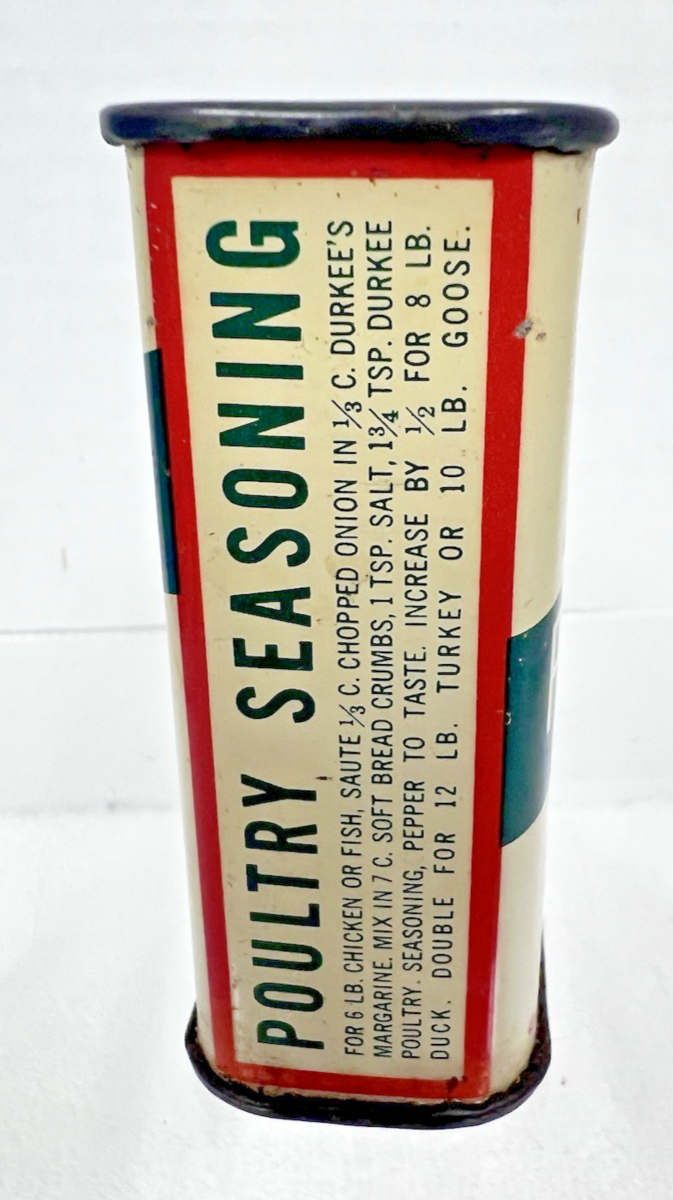 POULTRY SEASONING
FOR 6 LB. CHICKEN OR FISH, SAUTE 1/3 C. CHOPPED ONION IN 1/3 C. DURKEE'S
MARGARINE. MIX IN 7 C. SOFT BREAD CRUMBS, 1 TSP. SALT, 1 3/4 TSP. DURKEE
POULTRY. SEASONING, PEPPER TO TASTE. INCREASE BY 1/2 FOR 8 LB.
DUCK. DOUBLE FOR 12 LB. TURKEY OR 10 LB. GOOSE.